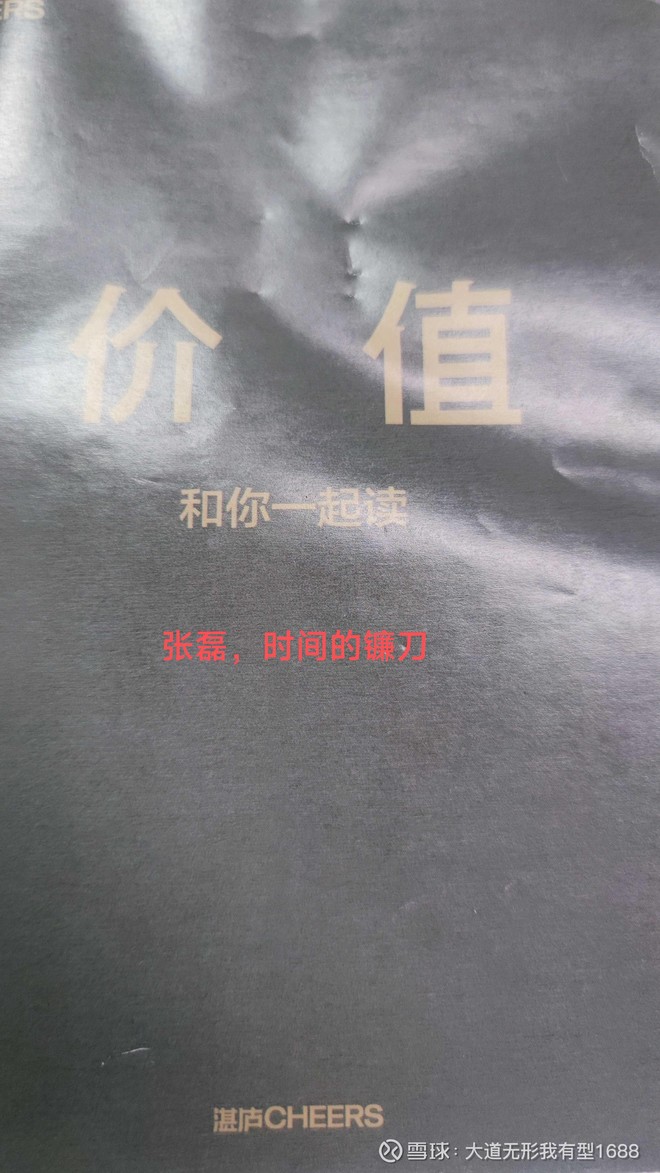 ERS
价 值
和你一起读
张磊，时间的镰刀
湛庐CHEERS
雪球：大道无形我有型1688